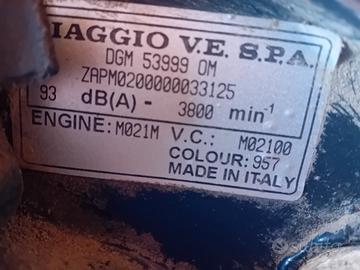 IAGGIO V.E. S.P.A.
DGM 53999 OM
ZAPM0200000033125
93 dB(A) - 3800 min⁻¹
ENGINE: M021M V.C.: M02100
COLOUR: 957
MADE IN ITALY